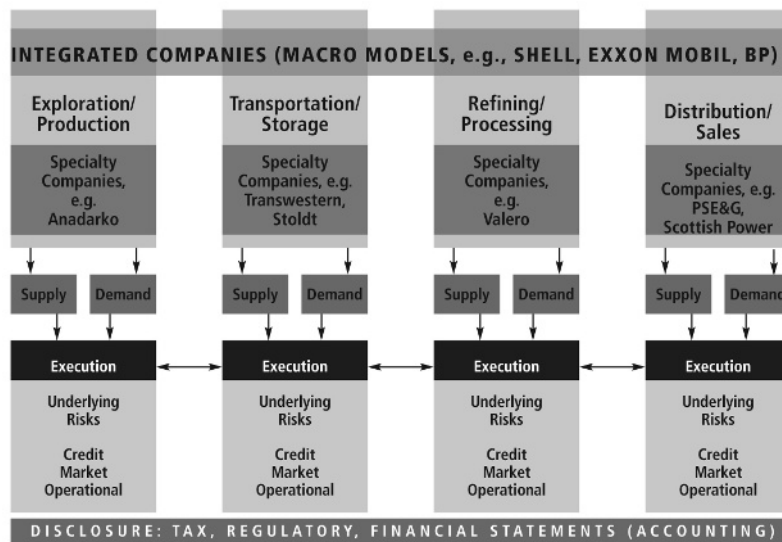 INTEGRATED COMPANIES (MACRO MODELS, e.g., SHELL, EXXON MOBIL, BP)
Exploration/
Production
Specialty
Companies,
e.g.
Anadarko
Supply
Demand
Execution
Underlying
Risks
Credit
Market
Operational
Transportation/
Storage
Specialty
Companies, e.g.
Transwestern,
Stoldt
Supply
Demand
Execution
Underlying
Risks
Credit
Market
Operational
Refining/
Processing
Specialty
Companies,
e.g.
Valero
Supply
Demand
Execution
Underlying
Risks
Credit
Market
Operational
Distribution/
Sales
Specialty
Companies, e.g.
PSE&G,
Scottish Power
Supply
Demand
Execution
Underlying
Risks
Credit
Market
Operational
DISCLOSURE: TAX, REGULATORY, FINANCIAL STATEMENTS (ACCOUNTING)